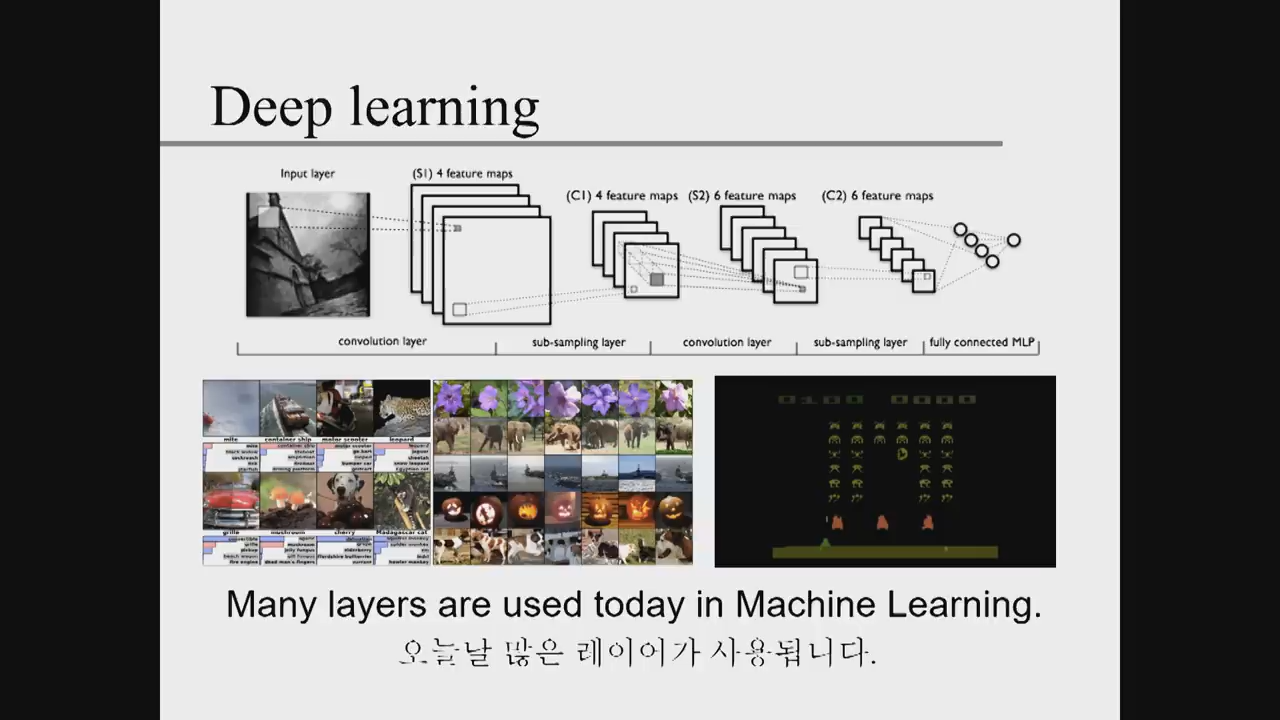 Deep learning
Input layer
(S1) 4 feature maps
(C1) 4 feature maps
(S2) 6 feature maps
(C2) 6 feature maps
convolution layer
sub-sampling layer
convolution layer
sub-sampling layer
fully connected MLP
mite
container ship
motor scooter
leopard
grille
mushroom
cherry
Madagascar cat
0100 0000
Many layers are used today in Machine Learning.
오늘날 많은 레이어가 사용됩니다.